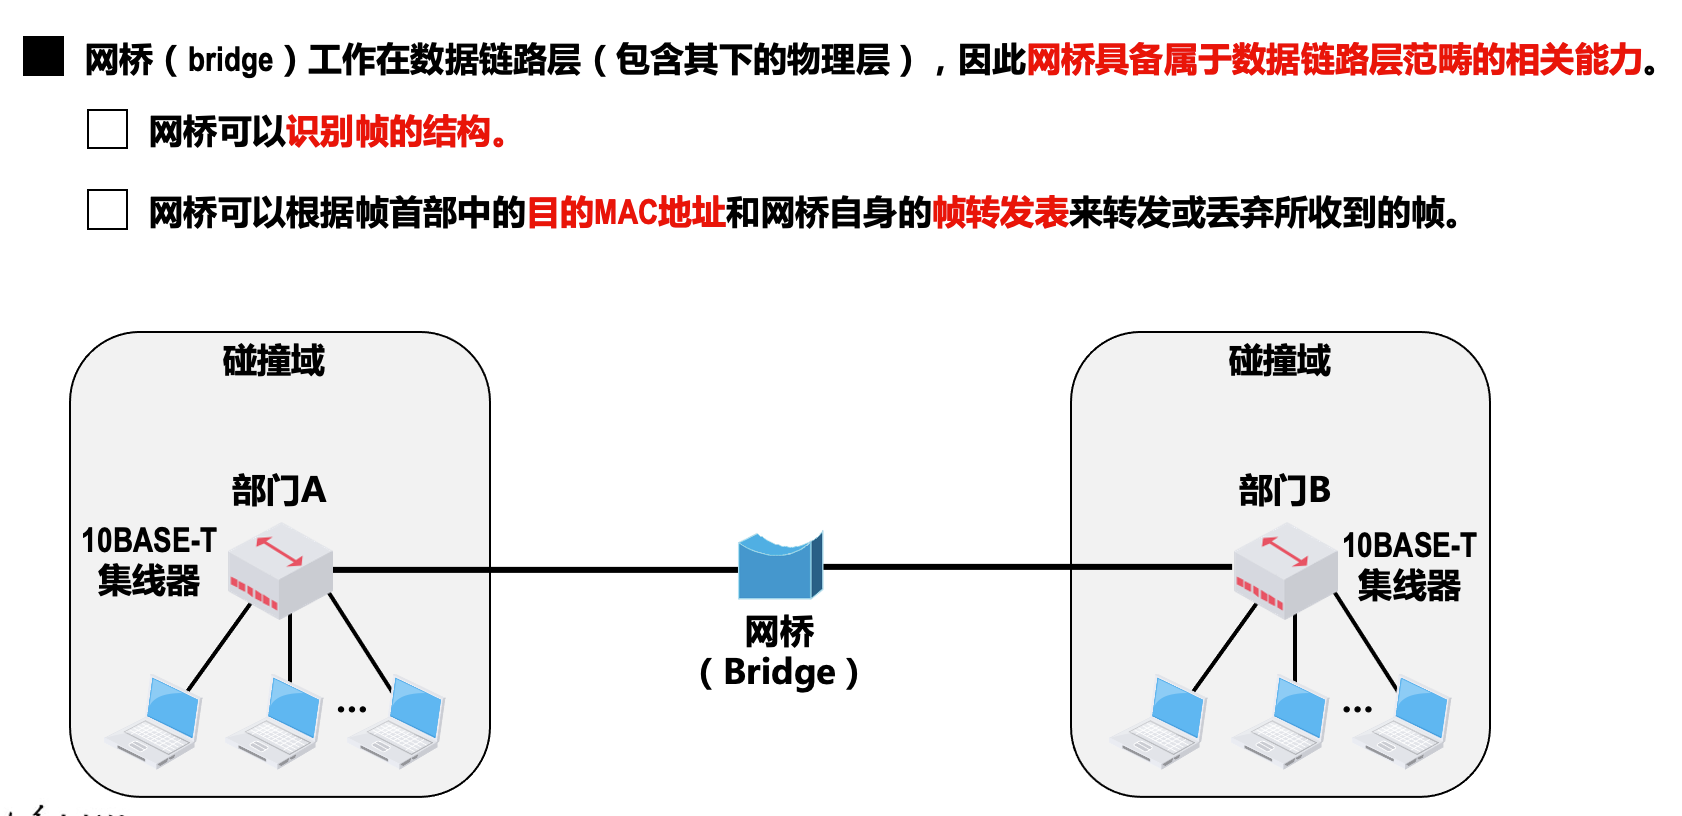 网桥（bridge）工作在数据链路层（包含其下的物理层），因此网桥具备属于数据链路层范畴的相关能力。
网桥可以识别帧的结构。
网桥可以根据帧首部中的目的MAC地址和网桥自身的帧转发表来转发或丢弃所收到的帧。
碰撞域
碰撞域
部门A
部门B
10BASE-T
集线器
10BASE-T
集线器
网桥
（Bridge）
...
...